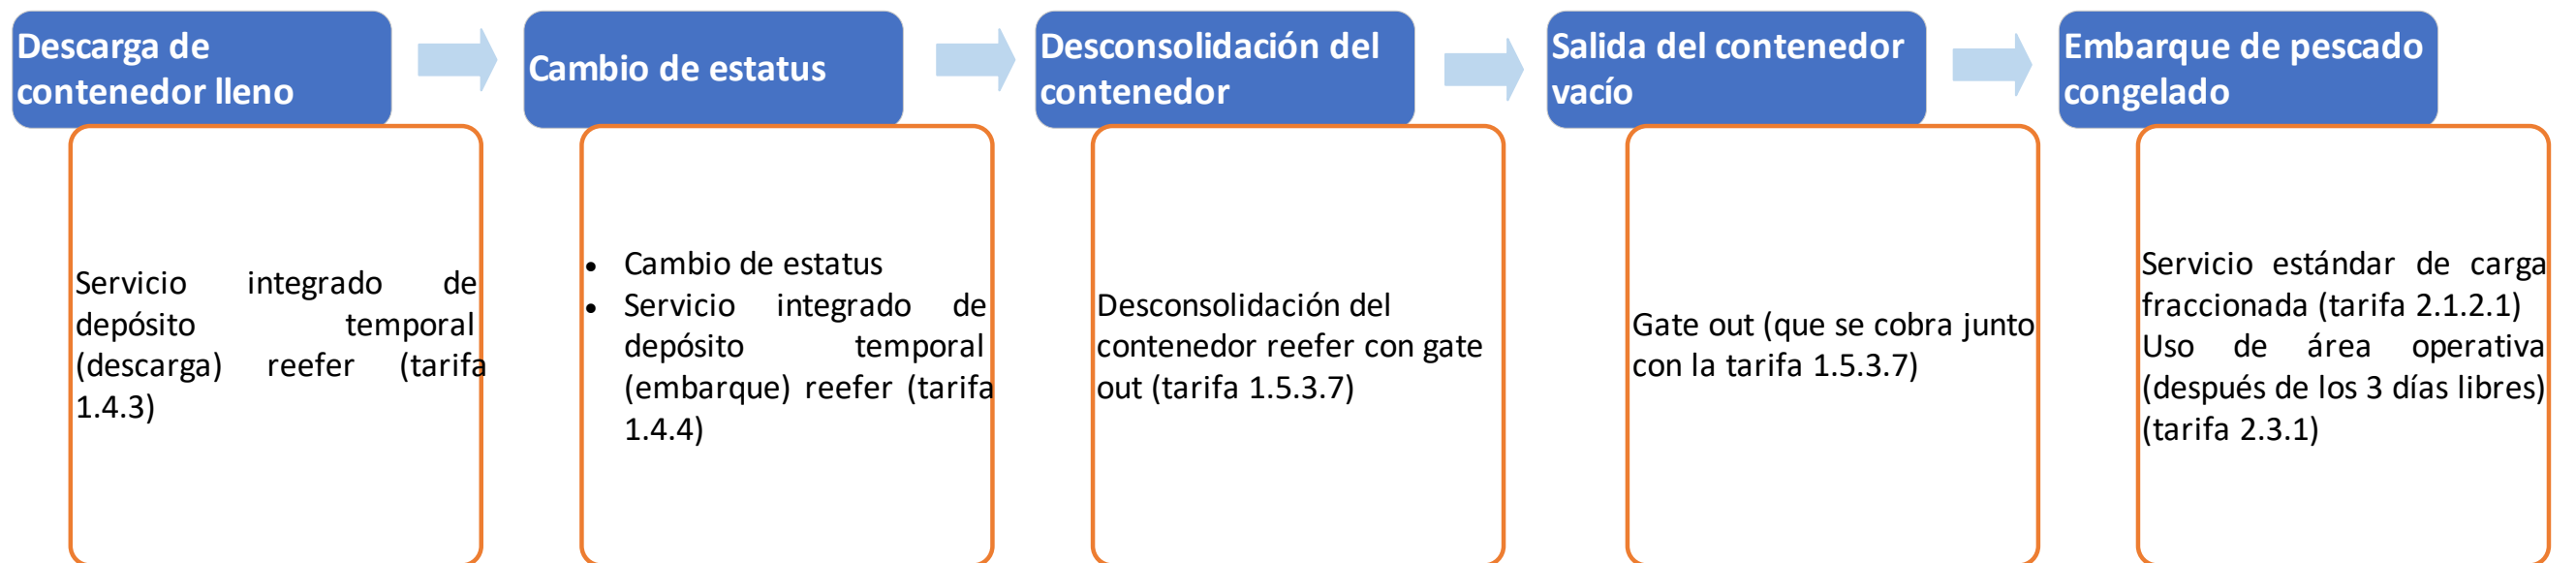 Descarga de
contenedor lleno
Servicio integrado de
depósito temporal
(descarga) reefer (tarifa
1.4.3)
Cambio de estatus
• Cambio de estatus
• Servicio integrado de
depósito temporal
(embarque) reefer (tarifa
1.4.4)
Desconsolidación del
contenedor
Desconsolidación del
contenedor reefer con gate
out (tarifa 1.5.3.7)
Salida del contenedor
vacío
Gate out (que se cobra junto
con la tarifa 1.5.3.7)
Embarque de pescado
congelado
Servicio estándar de carga
fraccionada (tarifa 2.1.2.1)
Uso de área operativa
(después de los 3 días libres)
(tarifa 2.3.1)